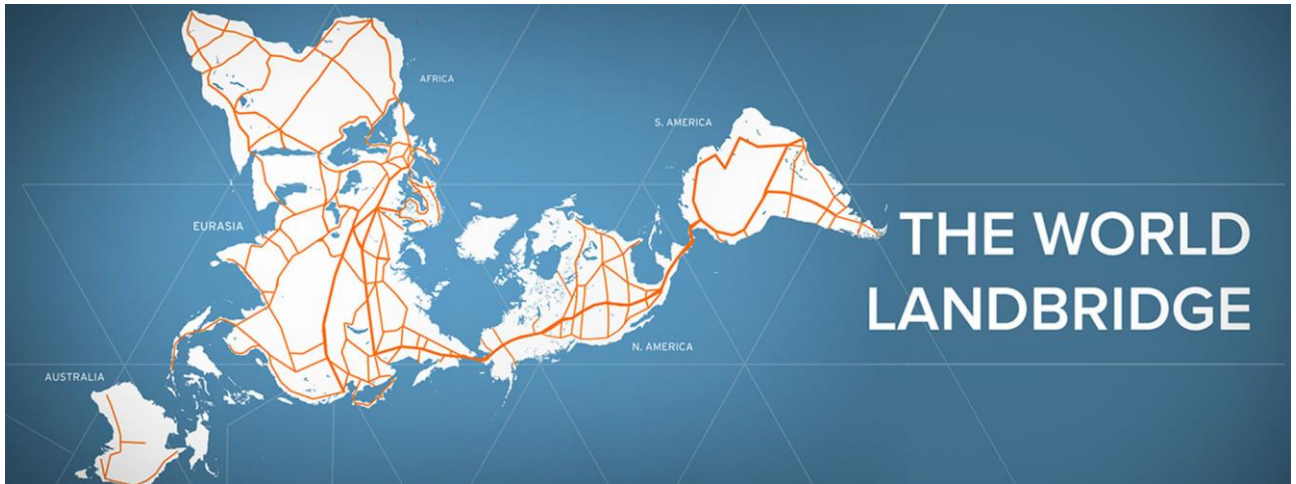 AFRICA
S. AMERICA
EURASIA
THE WORLD
LANDBRIDGE
N. AMERICA
AUSTRALIA